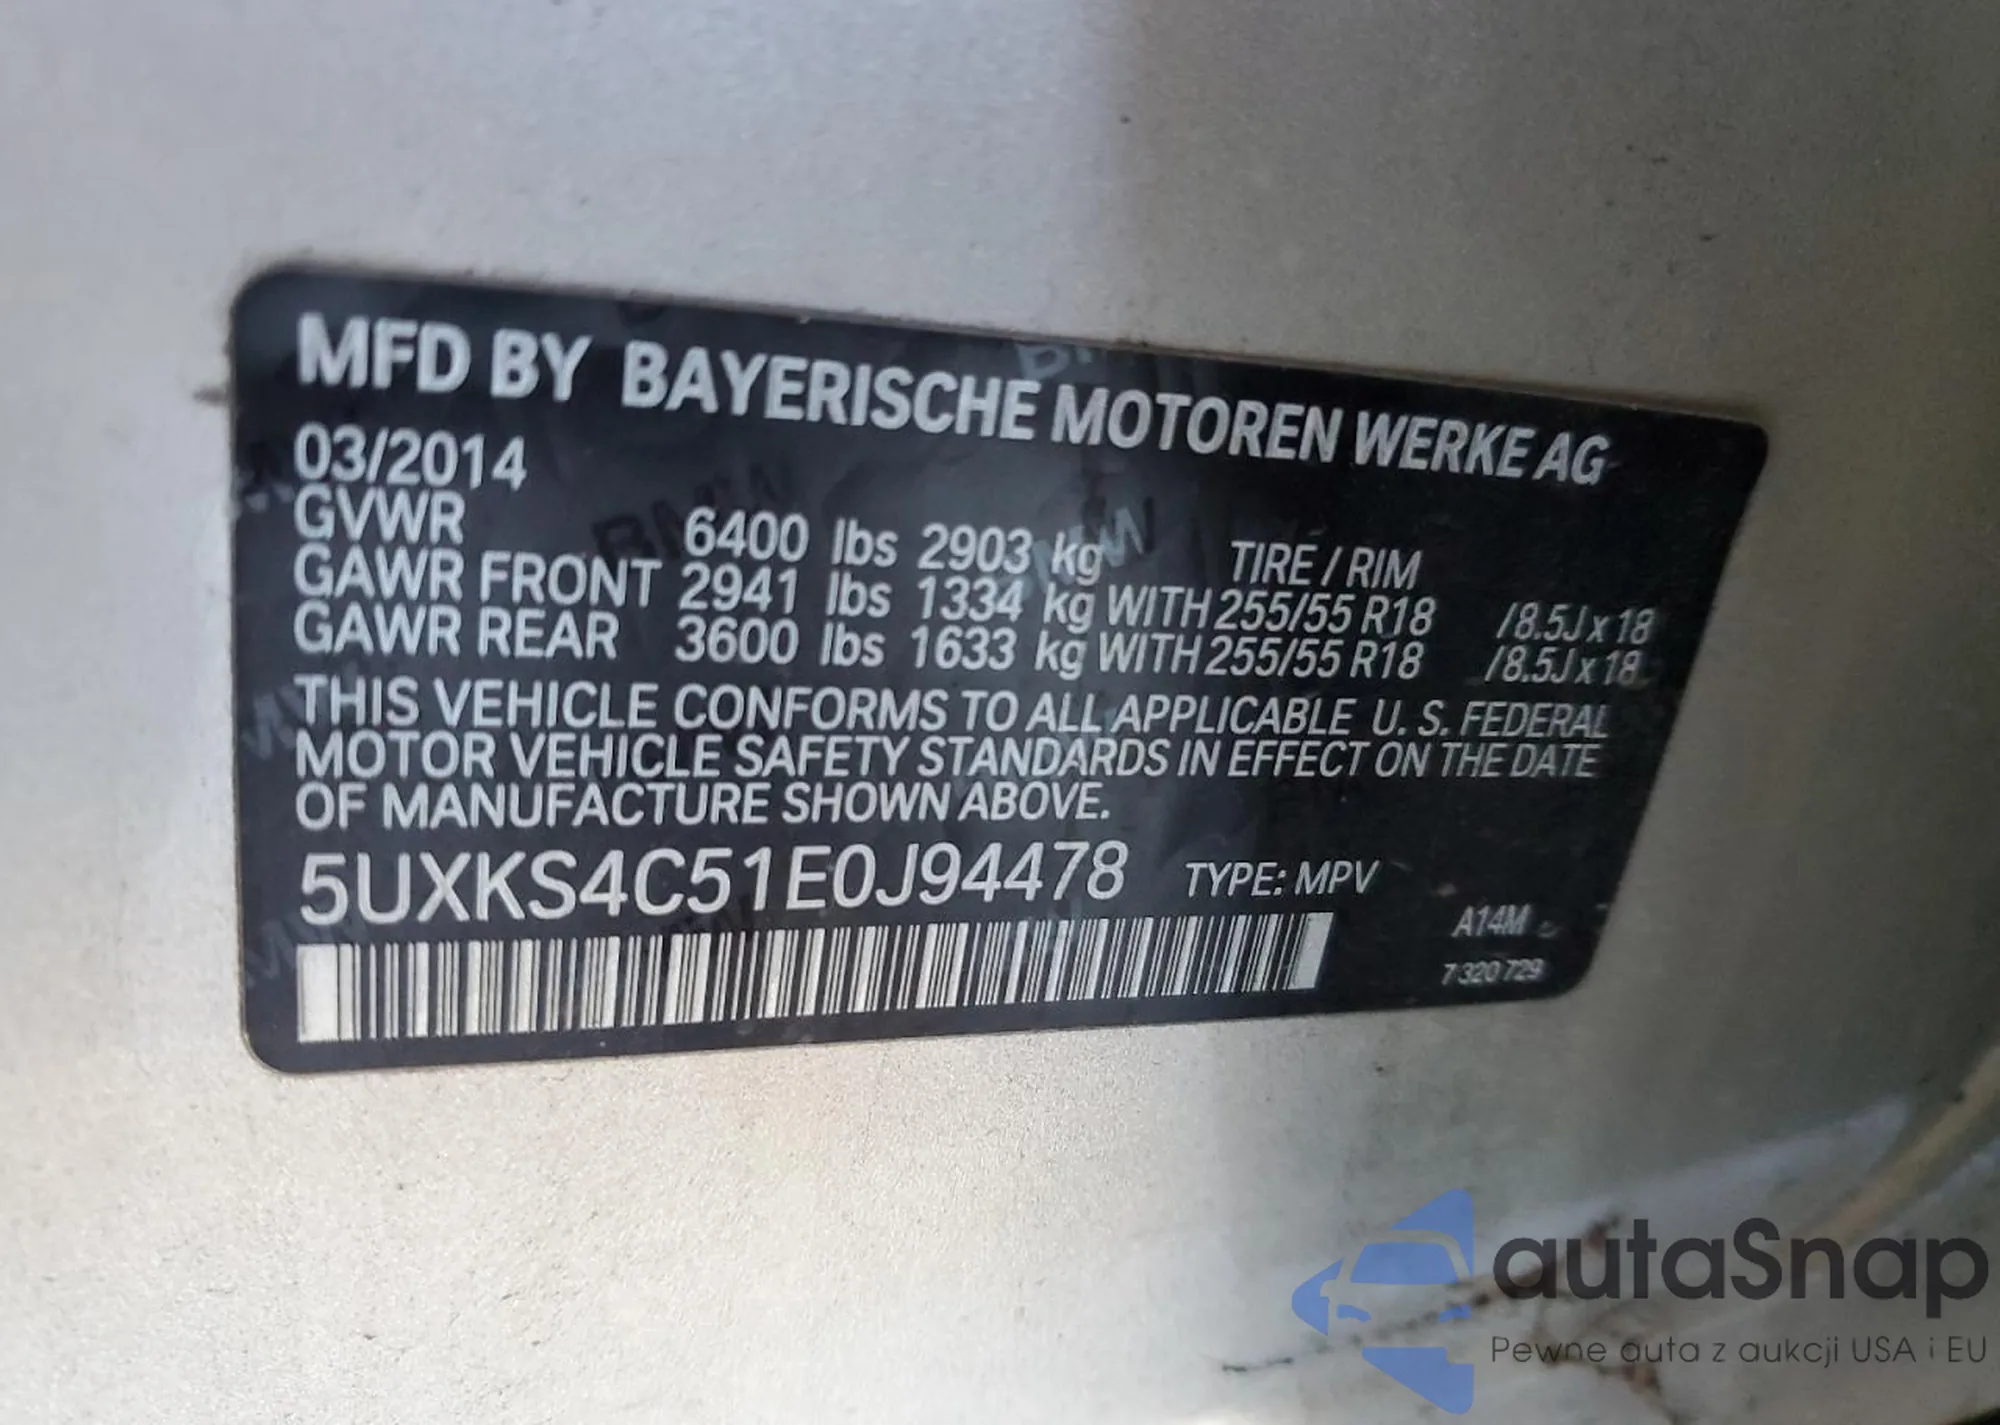 MFD BY BAYERISCHE MOTOREN WERKE AG
03/2014
GVWR 6400 lbs 2903 kg TIRE / RIM
GAWR FRONT 2941 lbs 1334 kg WITH 255/55 R18 /8.5J x 18
GAWR REAR 3600 lbs 1633 kg WITH 255/55 R18 /8.5J x 18
THIS VEHICLE CONFORMS TO ALL APPLICABLE U. S. FEDERAL
MOTOR VEHICLE SAFETY STANDARDS IN EFFECT ON THE DATE
OF MANUFACTURE SHOWN ABOVE.
5UXKS4C51E0J94478 TYPE: MPV
A14M
7 320 729
autaSnap
Pewne auta z aukcji USA i EU